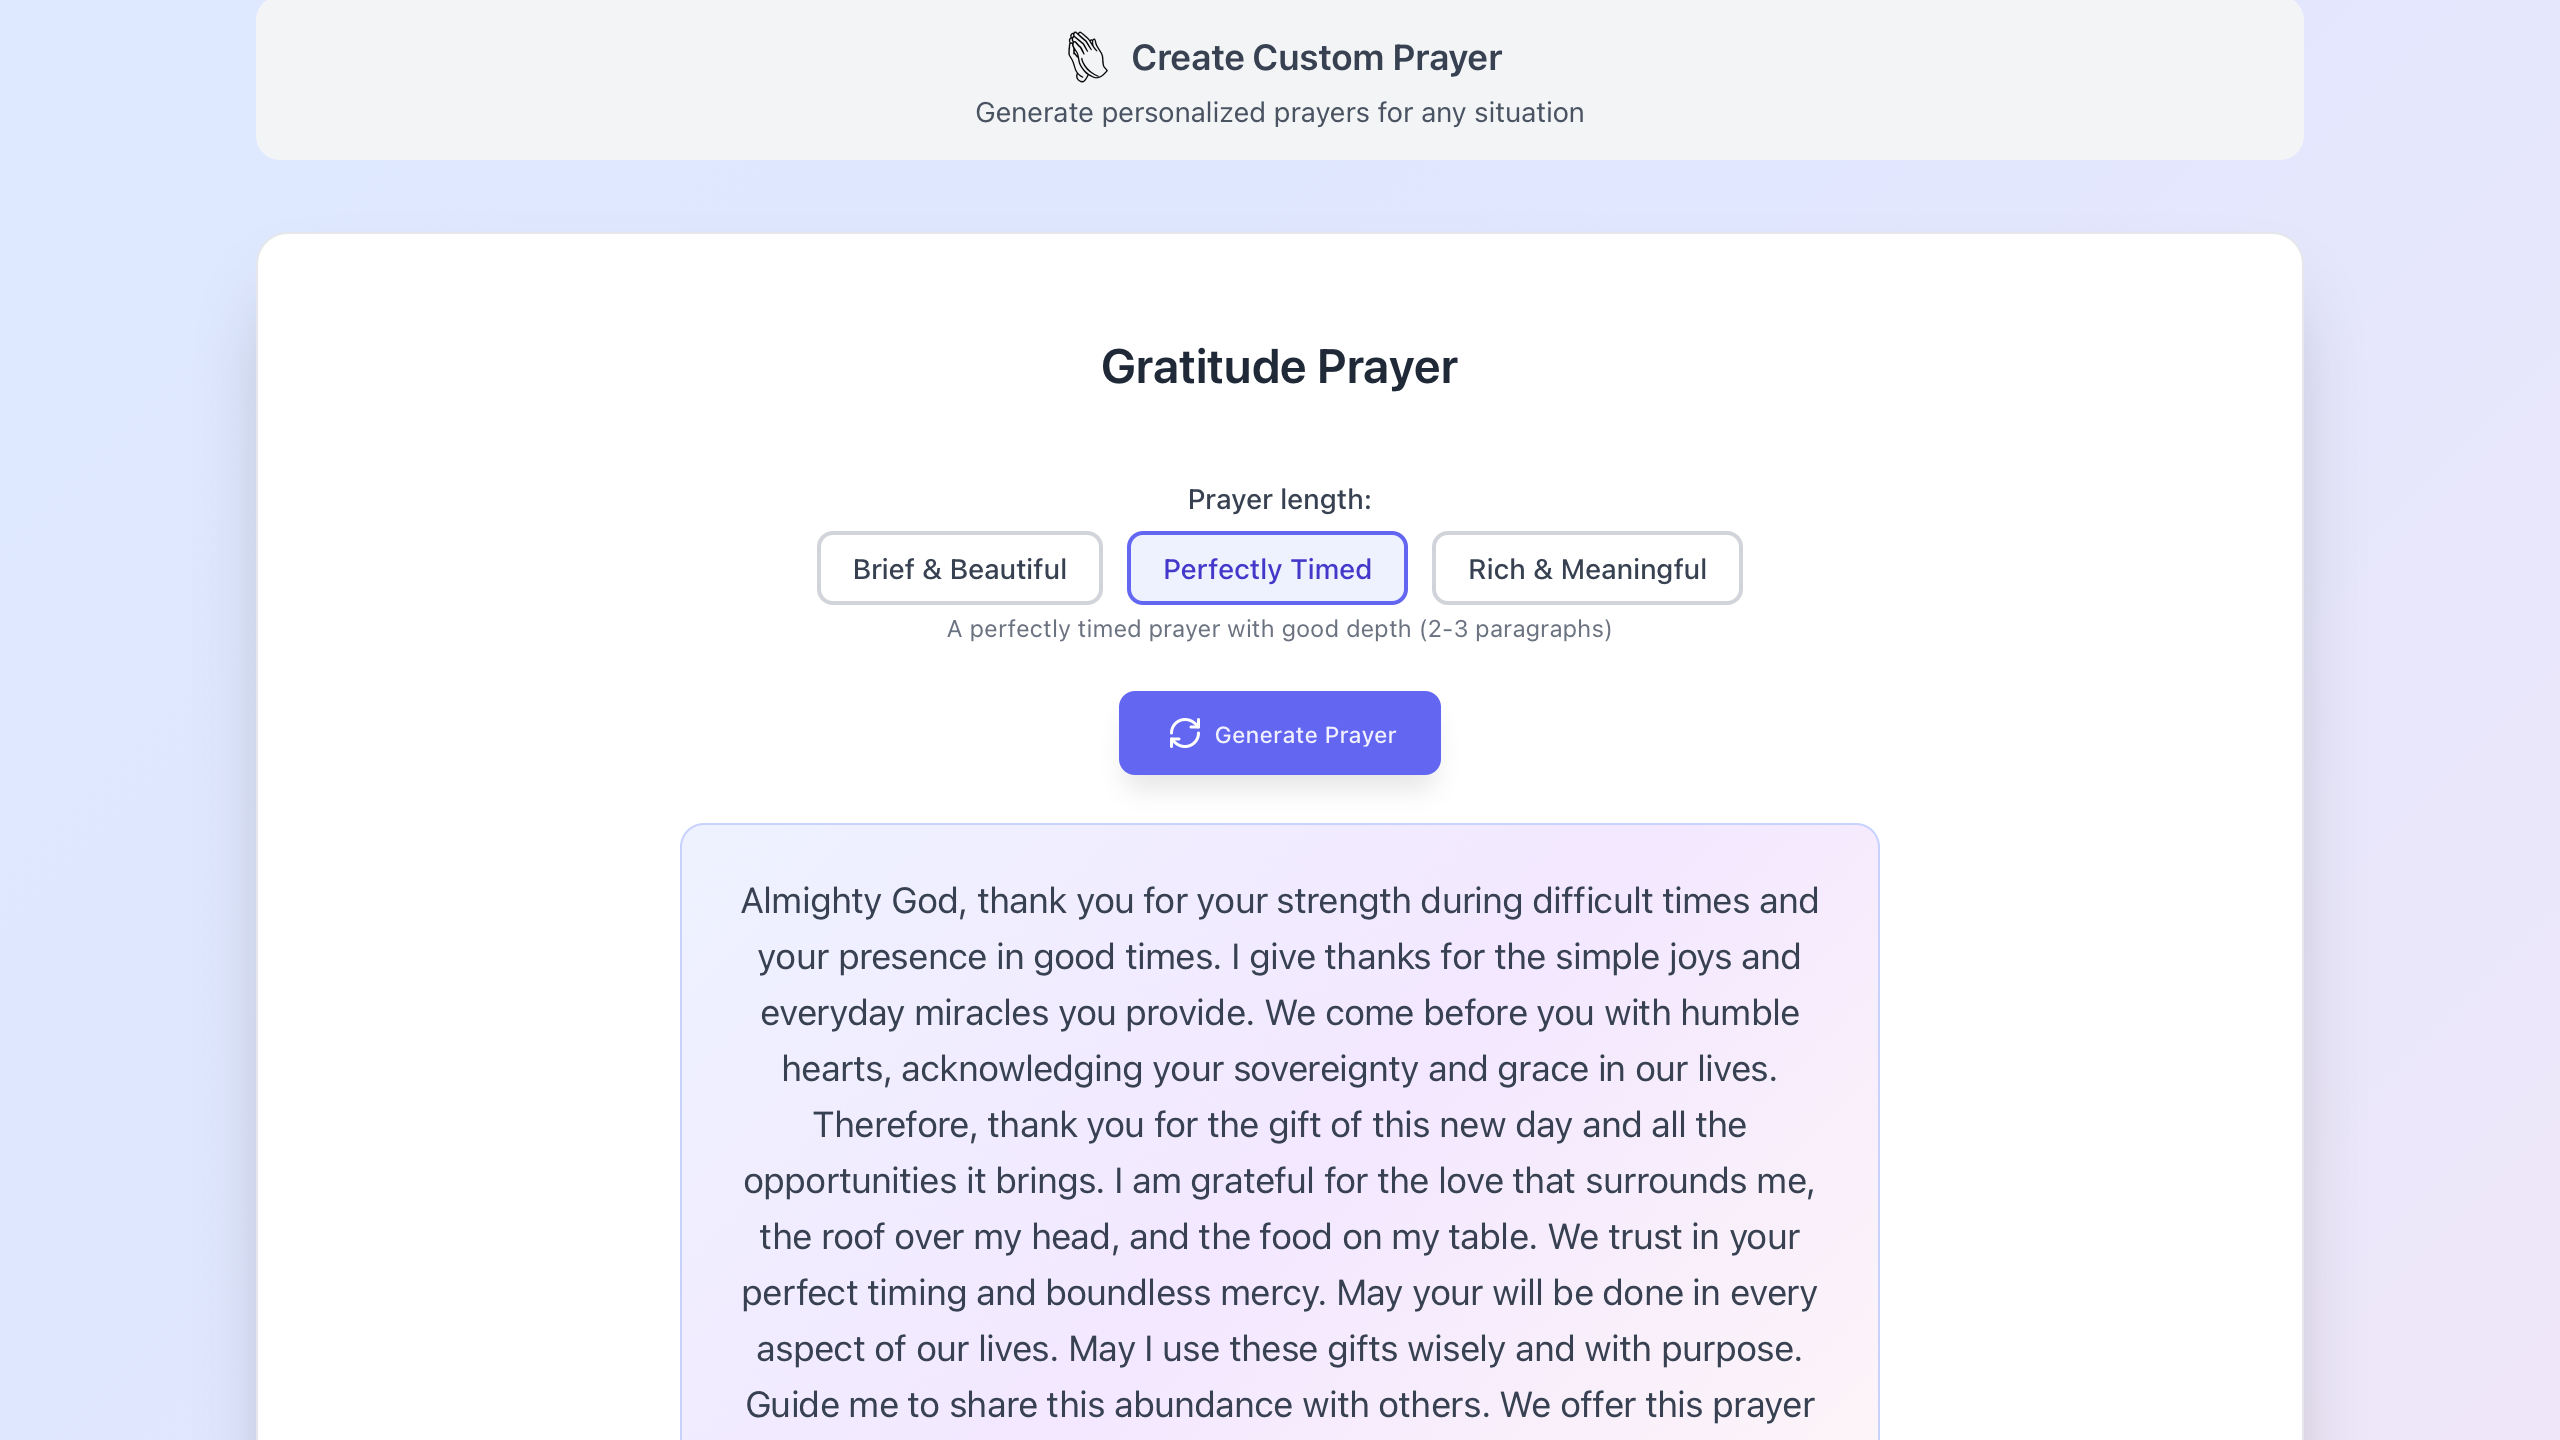 Create Custom Prayer
Generate personalized prayers for any situation
Gratitude Prayer
Prayer length:
Brief & Beautiful
Perfectly Timed
Rich & Meaningful
A perfectly timed prayer with good depth (2-3 paragraphs)
Generate Prayer
Almighty God, thank you for your strength during difficult times and
your presence in good times. I give thanks for the simple joys and
everyday miracles you provide. We come before you with humble
hearts, acknowledging your sovereignty and grace in our lives.
Therefore, thank you for the gift of this new day and all the
opportunities it brings. I am grateful for the love that surrounds me,
the roof over my head, and the food on my table. We trust in your
perfect timing and boundless mercy. May your will be done in every
aspect of our lives. May I use these gifts wisely and with purpose.
Guide me to share this abundance with others. We offer this prayer